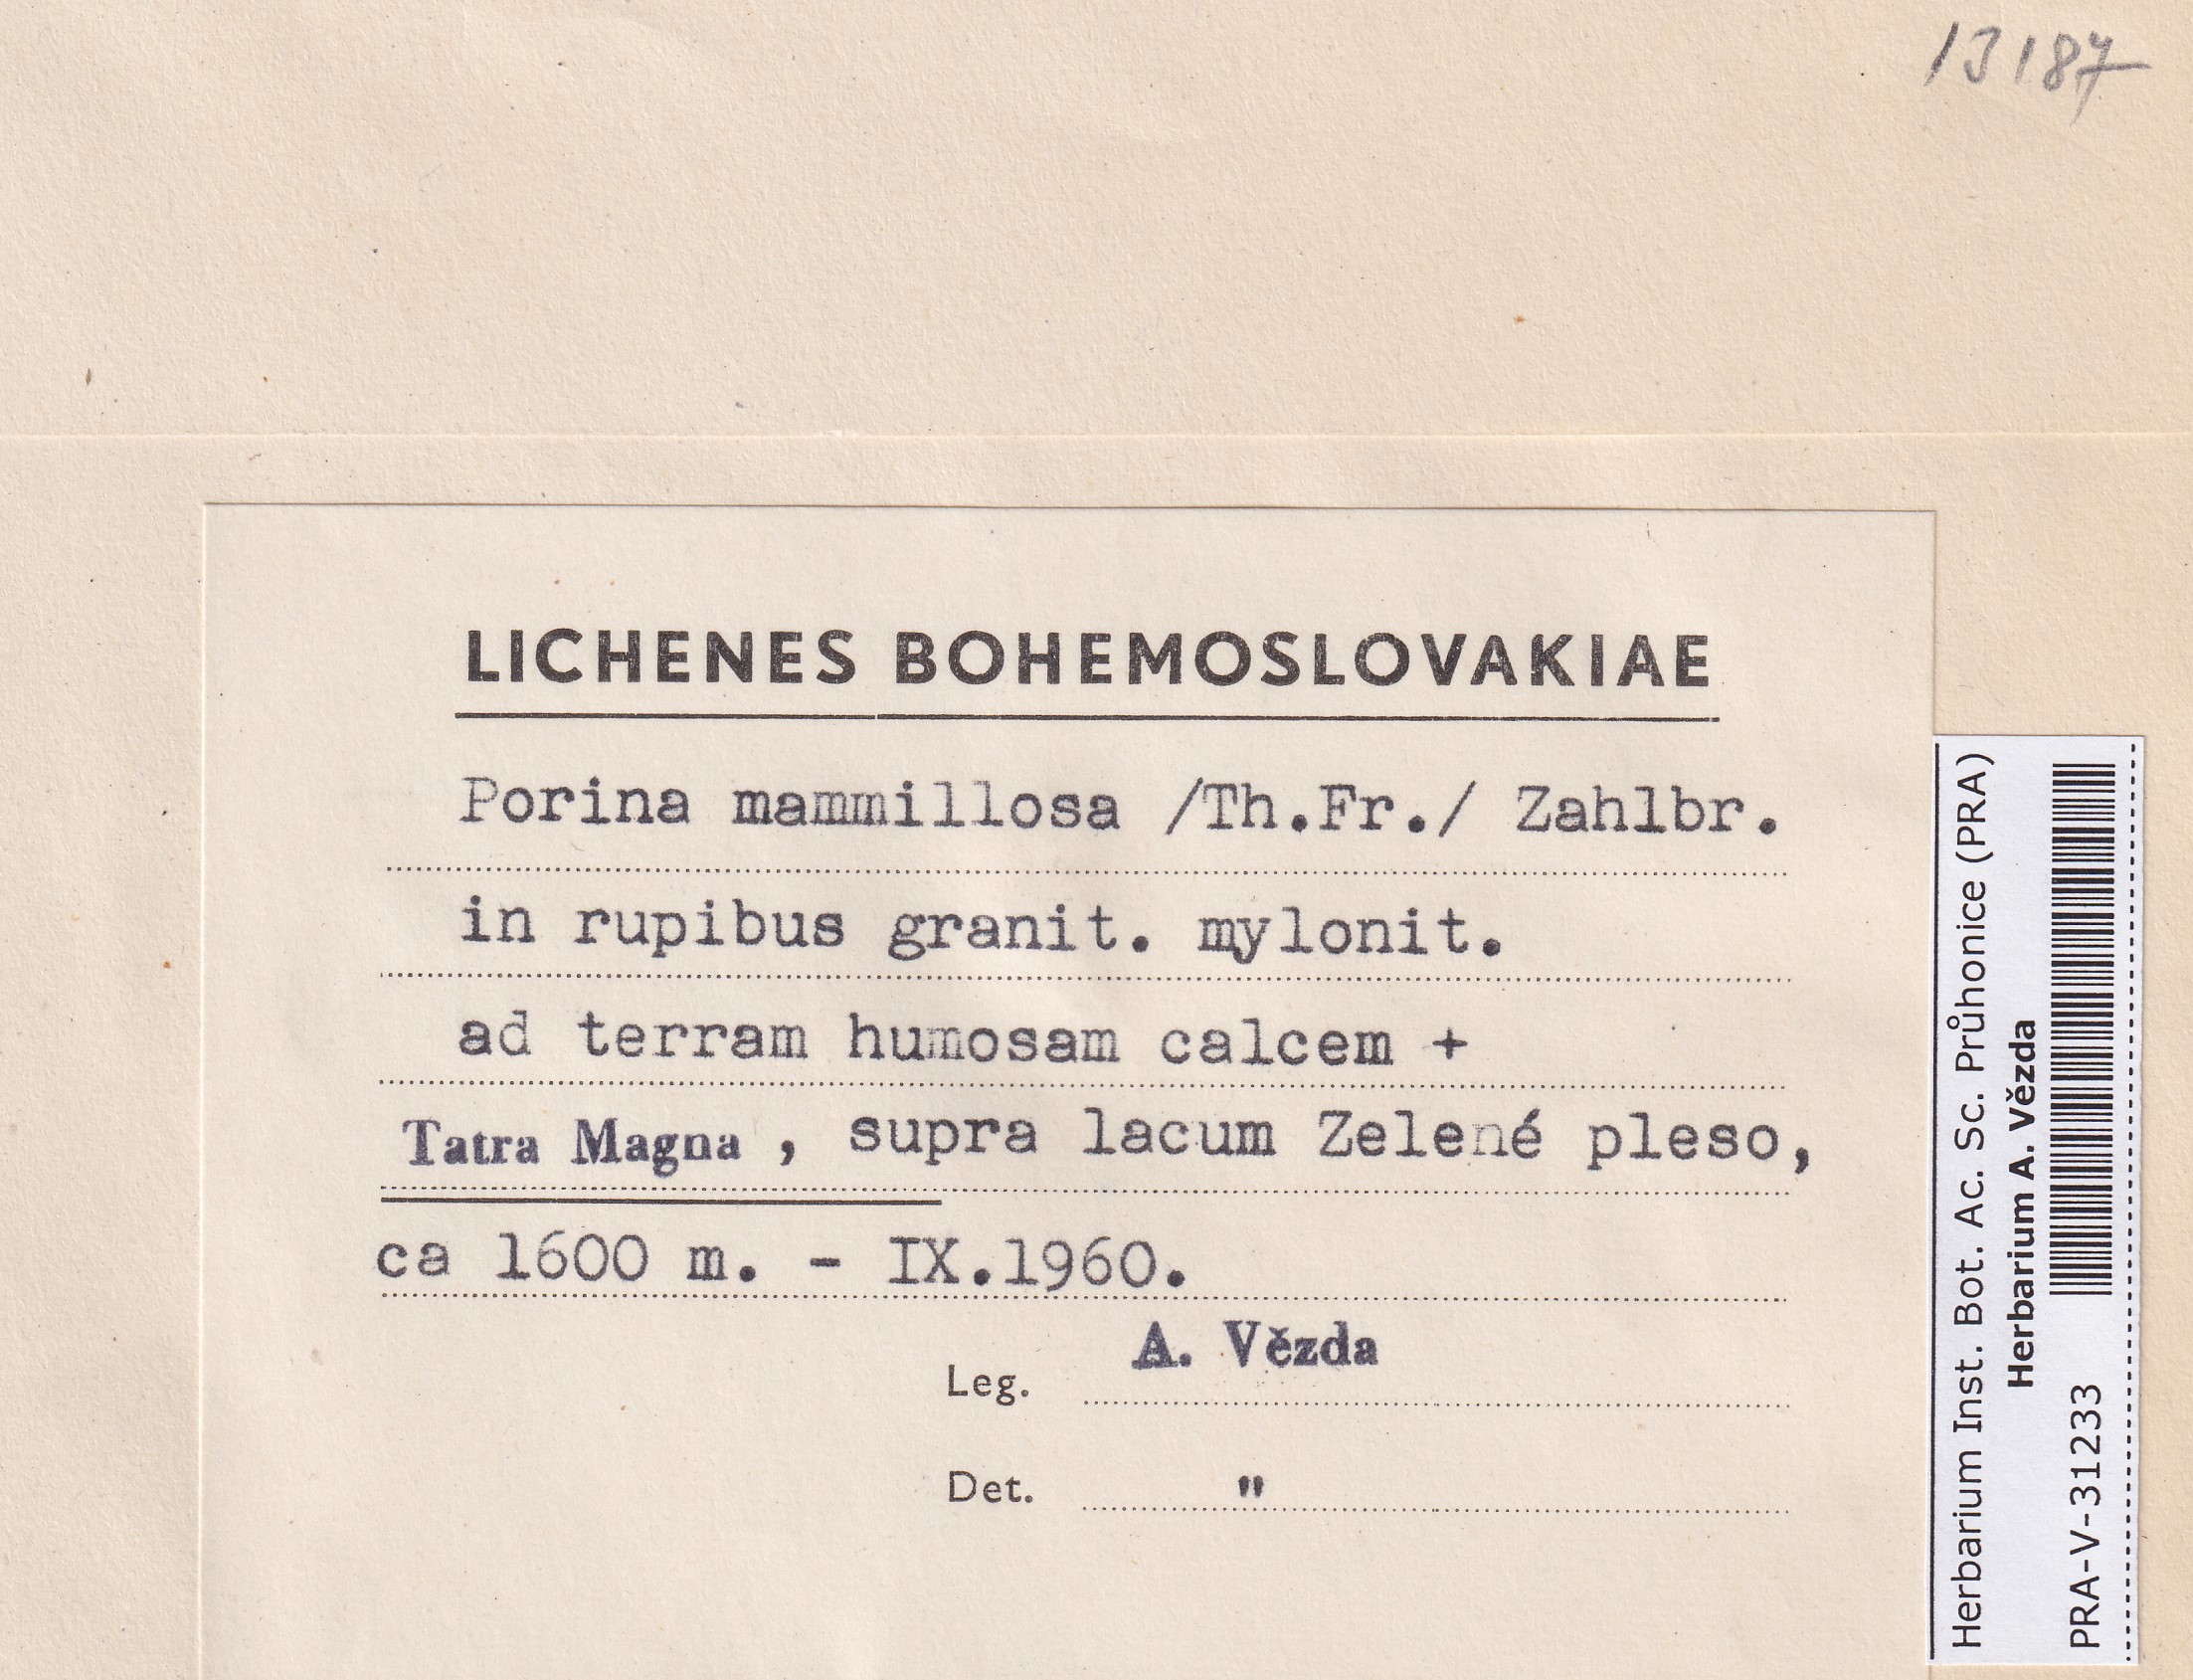 13187
LICHENES BOHEMOSLOVAKIAE
Porina mammillosa /Th.Fr./ Zahlbr.
in rupibus granit. mylonit.
ad terram humosam calcem +
Tatra Magna , supra lacum Zelené pleso,
ca 1600 m. - IX.1960.
Leg. A. Vězda
Det. "
Herbarium Inst. Bot. Ac. Sc. Průhonice (PRA)
Herbarium A. Vězda
PRA-V-31233